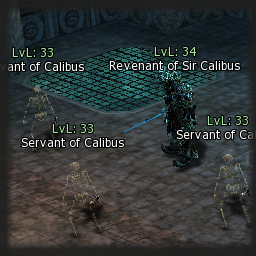 LvL: 33
ant of Calibus
LvL: 34
Revenant of Sir Calibus
LvL: 33
Servant of Calibus
LvL: 33
Servant of Ca